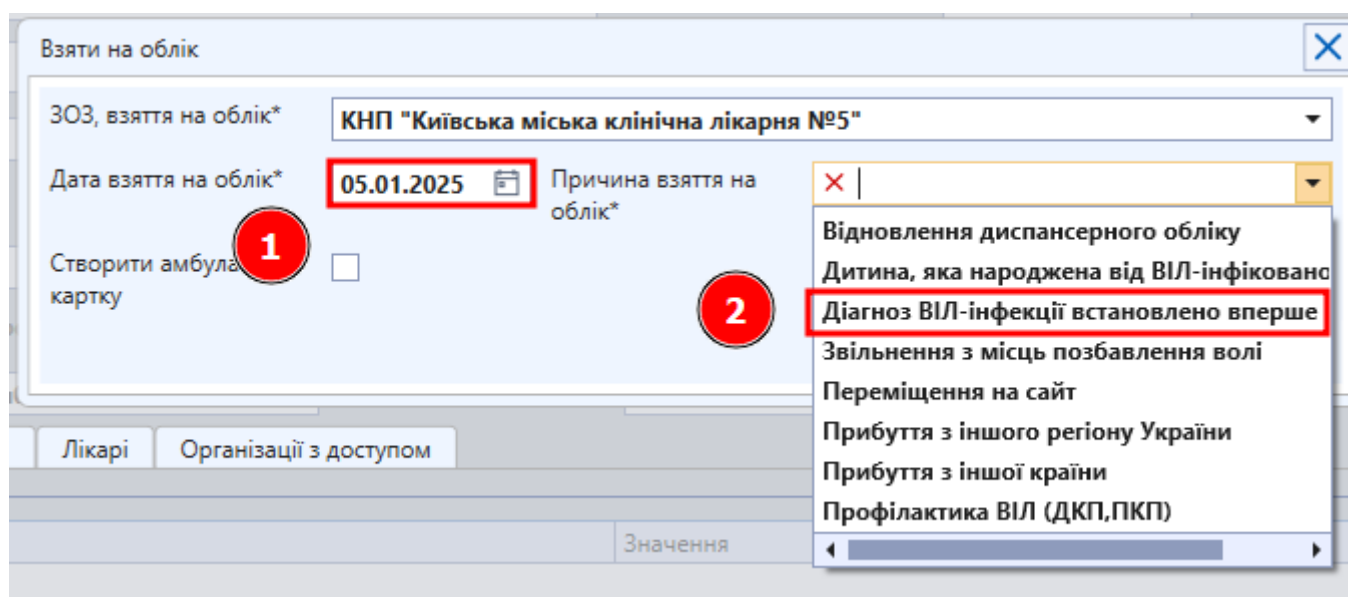 Взяти на облік
ЗОЗ, взяття на облік*
КНП "Київська міська клінічна лікарня №5"
Дата взяття на облік*
05.01.2025
Причина взяття на
облік*
1
Створити
картку
2
Відновлення диспансерного обліку
Дитина, яка народжена від ВІЛ-інфіковано
Діагноз ВІЛ-інфекції встановлено вперше
Звільнення з місць позбавлення волі
Переміщення на сайт
Прибуття з іншого регіону України
Прибуття з іншої країни
Профілактика ВІЛ (ДКП,ПКП)
Лікарі
Організації з доступом
Значення